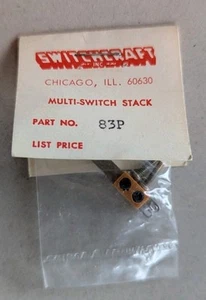 SWITCHCRAFT
CHICAGO, ILL. 60630
MULTI-SWITCH STACK
PART NO. 83P
LIST PRICE